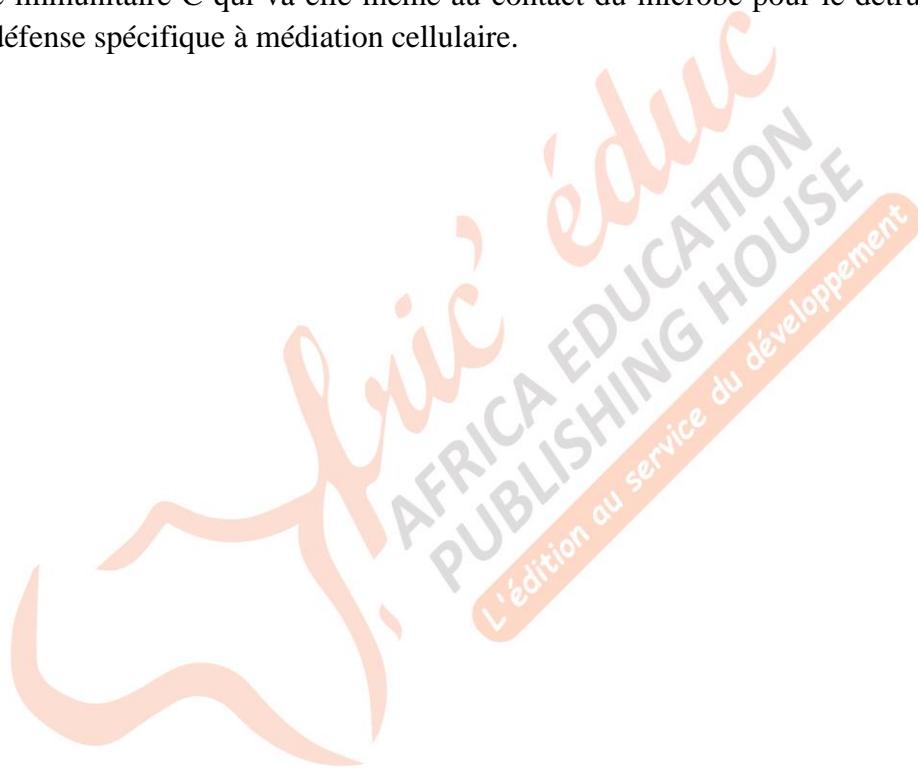 immunitaire C qui va elle même au contact du microbe pour le
défense spécifique à médiation cellulaire.
fric' éduc
AFRICA EDUCATION
PUBLISHING HOUSE
L'édition au service du développement